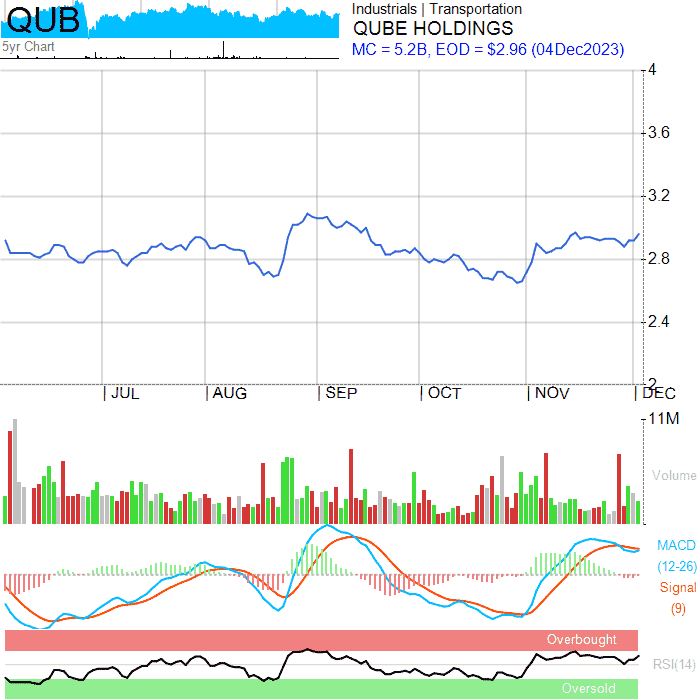 QUB
5yr Chart
Industrials | Transportation
QUBE HOLDINGS
MC = 5.2B, EOD = $2.96 (04Dec2023)
4
3.6
3.2
2.8
2.4
2
| JUL | AUG | SEP | OCT | NOV | DEC
11M
Volume
MACD
(12-26)
Signal
(9)
Overbought
RSI(14)
Oversold